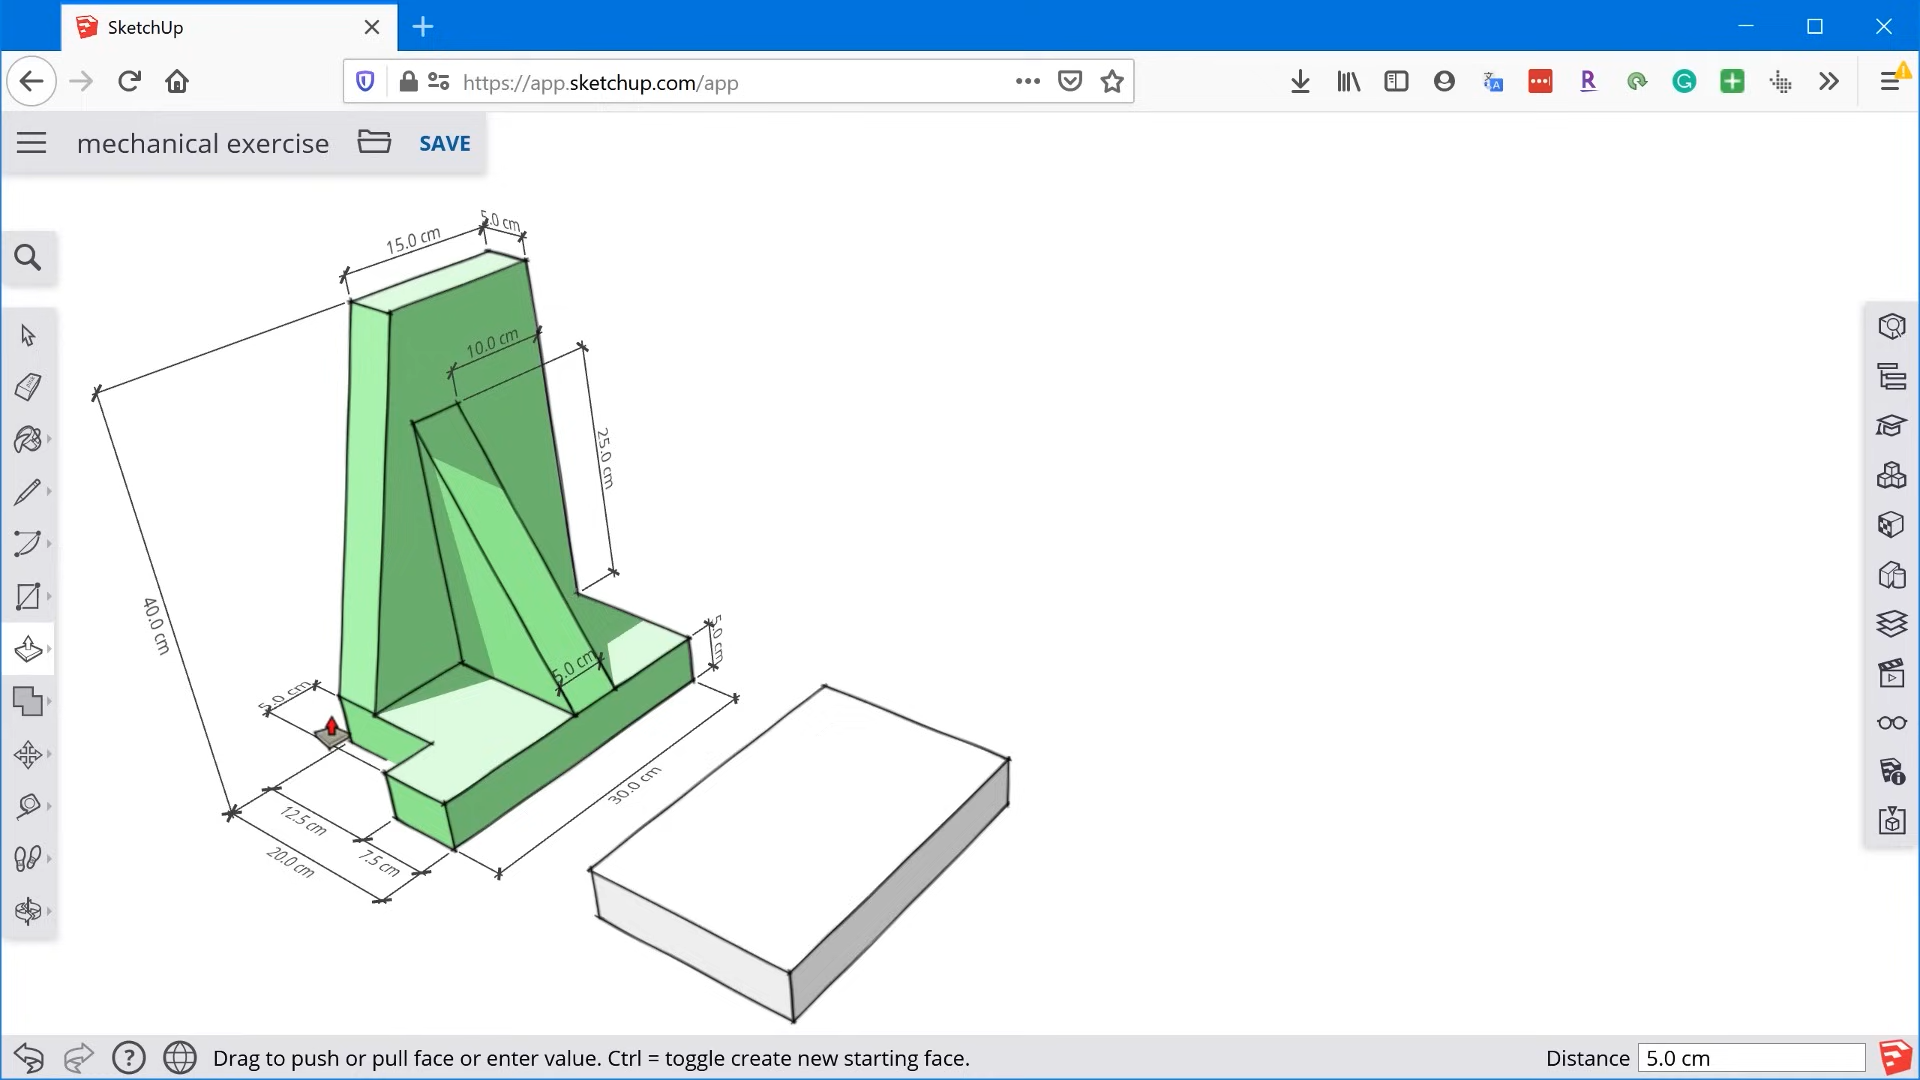 SketchUp
https://app.sketchup.com/app
mechanical exercise
SAVE
5.0 cm
15.0 cm
10.0 cm
25.0 cm
40.0 cm
5.0 cm
5.0 cm
5.0 cm
30.0 cm
12.5 cm
7.5 cm
20.0 cm
Drag to push or pull face or enter value. Ctrl = toggle create new starting face.
Distance 5.0 cm